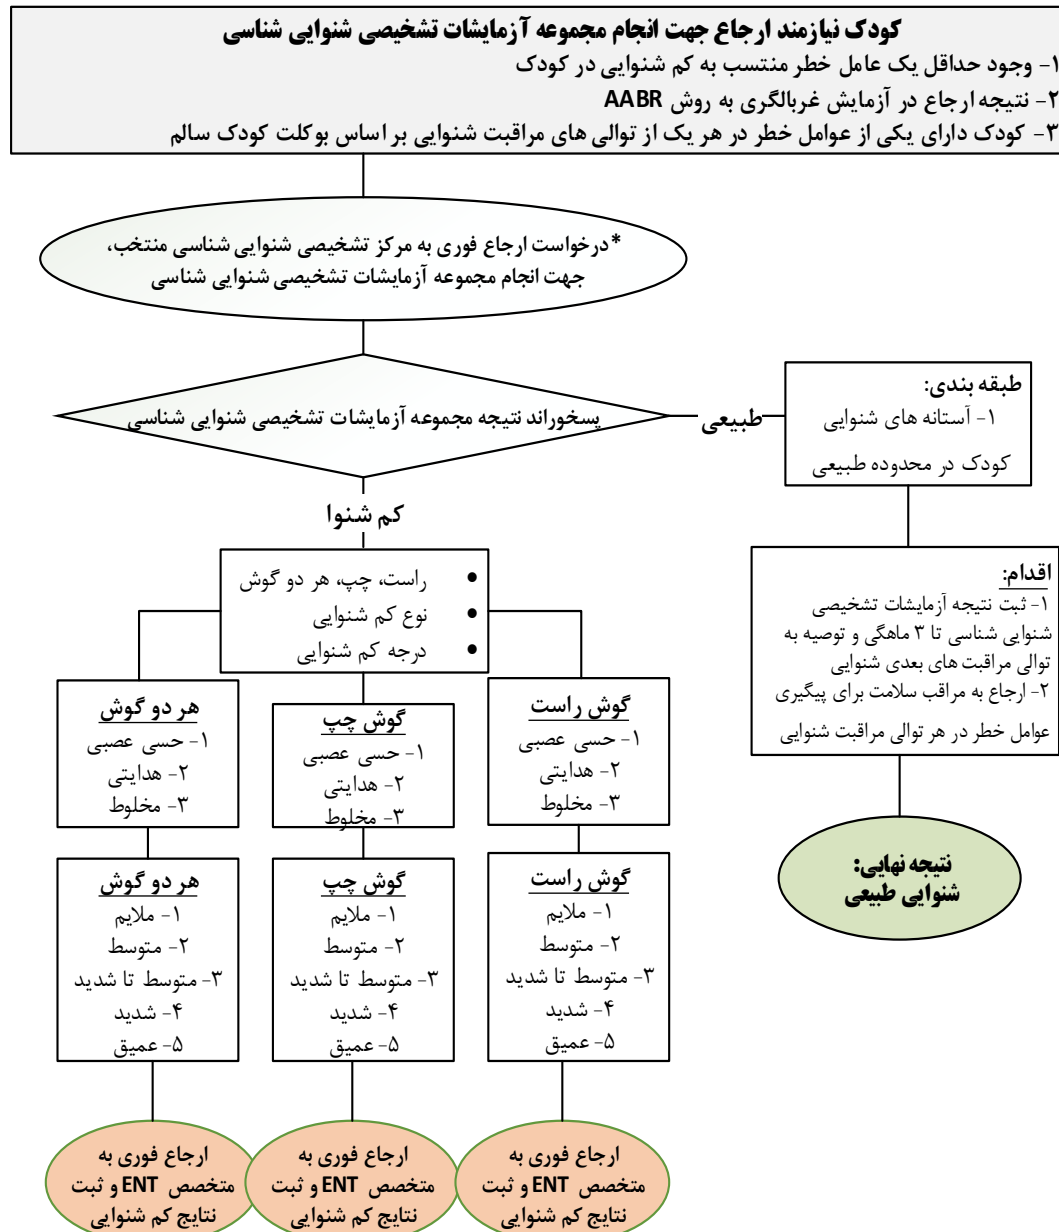 کودک نیازمند ارجاع جهت انجام مجموعه آزمایشات تشخیصی شنوایی شناسی
۱- وجود حداقل یک عامل خطر منتسب به کم شنوایی در کودک
۲- نتیجه ارجاع در آزمایش غربالگری به روش AABR
۳- کودک دارای یکی از عوامل خطر در هر یک از توالی های مراقبت شنوایی بر اساس بوکلت کودک سالم
*درخواست ارجاع فوری به مرکز تشخیصی شنوایی شناسی منتخب،
جهت انجام مجموعه آزمایشات تشخیصی شنوایی شناسی
پسخوراند نتیجه مجموعه آزمایشات تشخیصی شنوایی شناسی
طبیعی
طبقه بندی:
۱- آستانه های شنوایی
کودک در محدوده طبیعی
اقدام:
۱- ثبت نتیجه آزمایشات تشخیصی
شنوایی شناسی تا ۳ ماهگی و توصیه به
توالی مراقبت های بعدی شنوایی
۲- ارجاع به مراقب سلامت برای پیگیری
عوامل خطر در هر توالی مراقبت شنوایی
نتیجه نهایی:
شنوایی طبیعی
کم شنوا
• راست، چپ، هر دو گوش
• نوع کم شنوایی
• درجه کم شنوایی
گوش راست
۱- حسی عصبی
۲- هدایتی
۳- مخلوط
گوش چپ
۱- حسی عصبی
۲- هدایتی
۳- مخلوط
هر دو گوش
۱- حسی عصبی
۲- هدایتی
۳- مخلوط
گوش راست
۱- ملایم
۲- متوسط
۳- متوسط تا شدید
۴- شدید
۵- عمیق
گوش چپ
۱- ملایم
۲- متوسط
۳- متوسط تا شدید
۴- شدید
۵- عمیق
هر دو گوش
۱- ملایم
۲- متوسط
۳- متوسط تا شدید
۴- شدید
۵- عمیق
ارجاع فوری به
متخصص ENT و ثبت
نتایج کم شنوایی
ارجاع فوری به
متخصص ENT و ثبت
نتایج کم شنوایی
ارجاع فوری به
متخصص ENT و ثبت
نتایج کم شنوایی